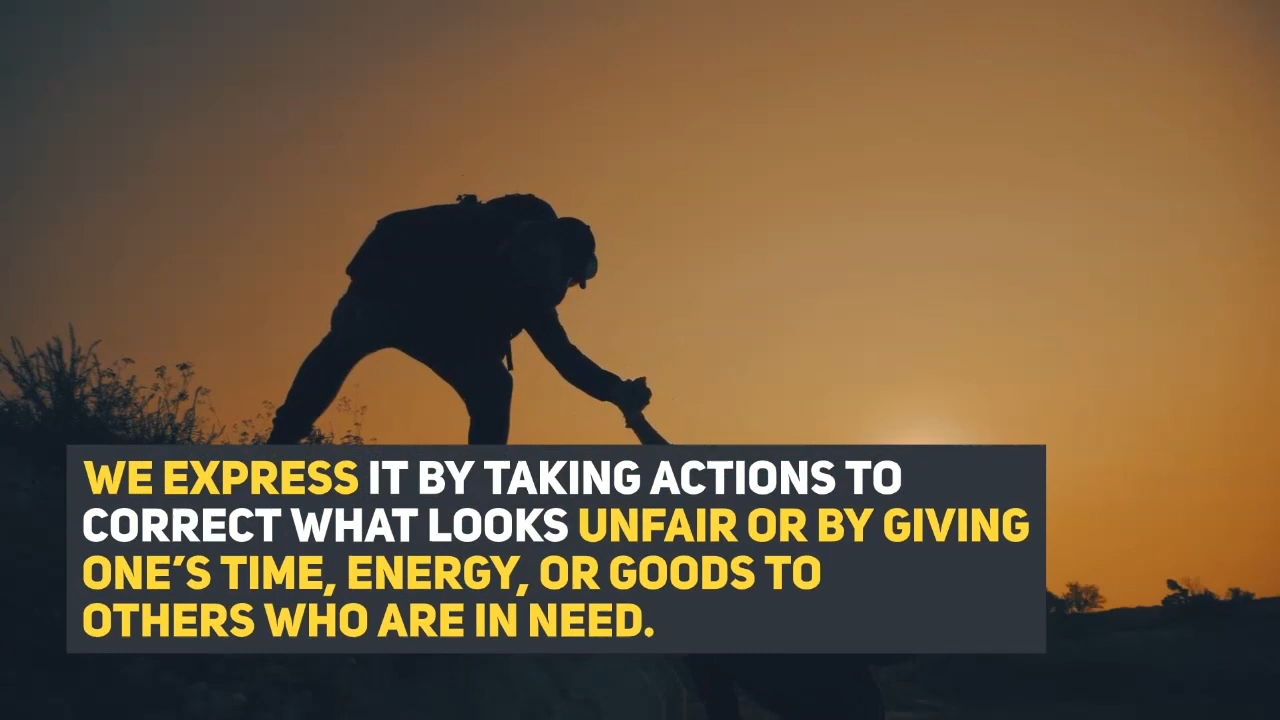 WE EXPRESS IT BY TAKING ACTIONS TO
CORRECT WHAT LOOKS UNFAIR OR BY GIVING
ONE'S TIME, ENERGY, OR GOODS TO
OTHERS WHO ARE IN NEED.